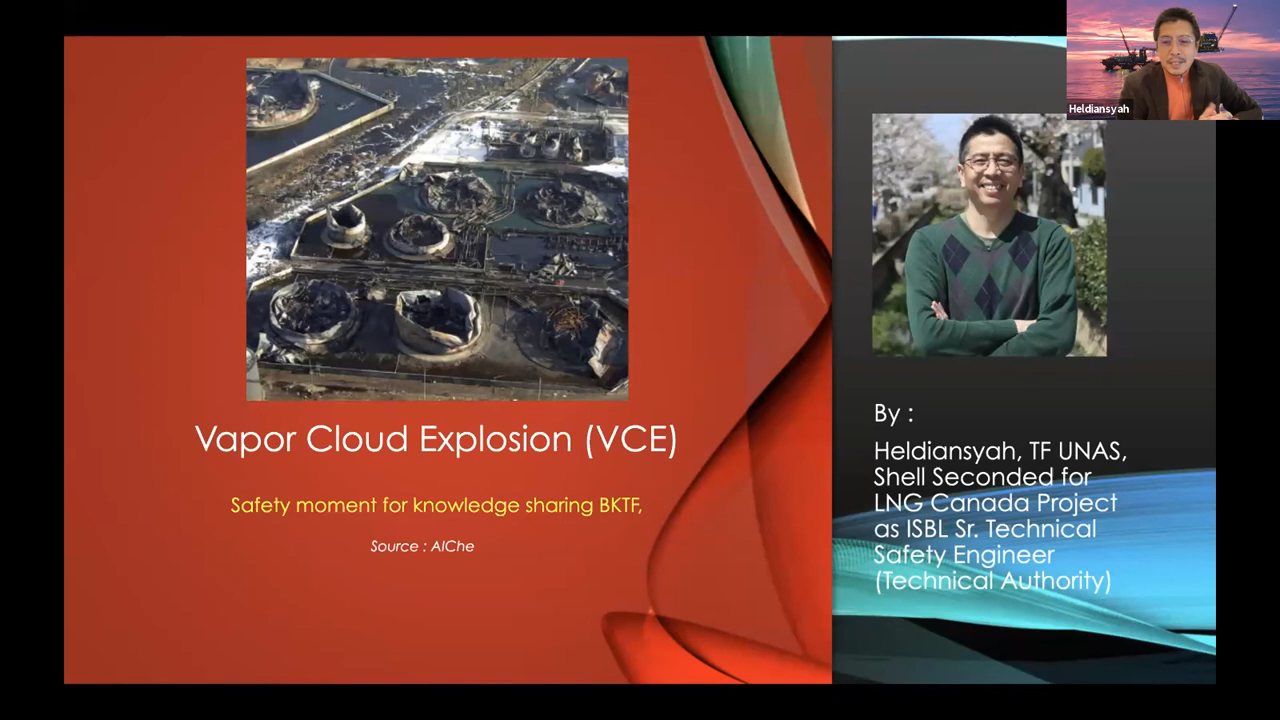 Heldiansyah
Vapor Cloud Explosion (VCE)
Safety moment for knowledge sharing BKTF,
Source : AIChe
By :
Heldiansyah, TF UNAS,
Shell Seconded for
LNG Canada Project
as ISBL Sr. Technical
Safety Engineer
(Technical Authority)